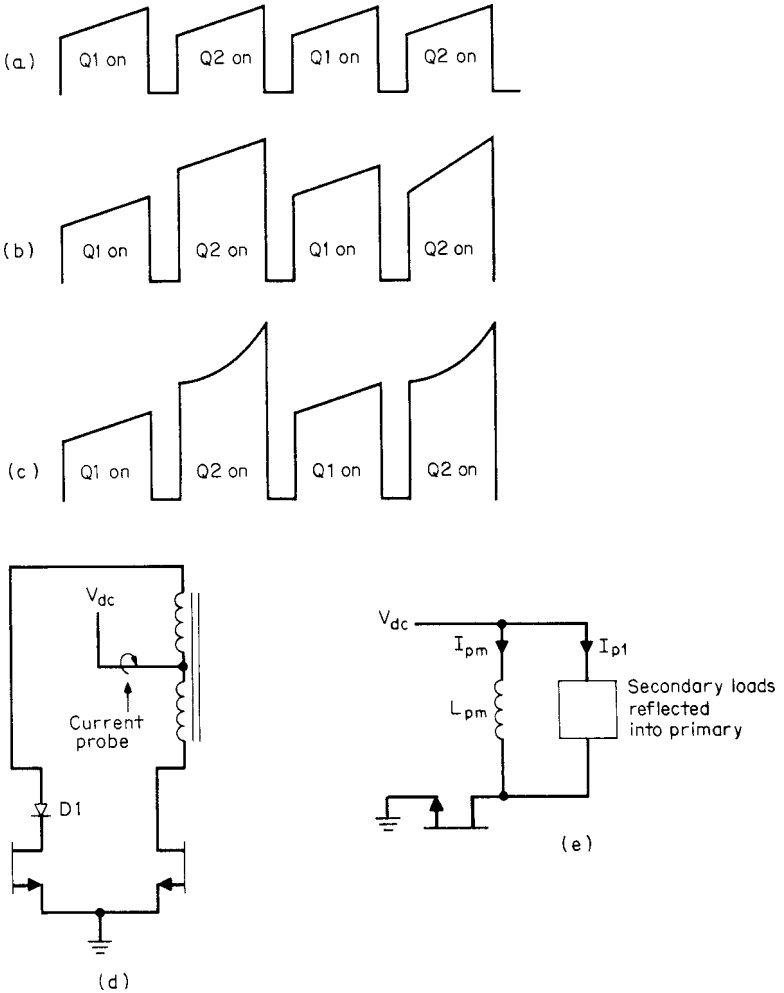 (a)
Q1 on
Q2 on
Q1 on
Q2 on
(b)
Q1 on
Q2 on
Q1 on
Q2 on
(c)
Q1 on
Q2 on
Q1 on
Q2 on
Vdc
Current
probe
D1
(d)
Vdc
Ipm
Ip1
Lpm
Secondary loads
reflected
into primary
(e)